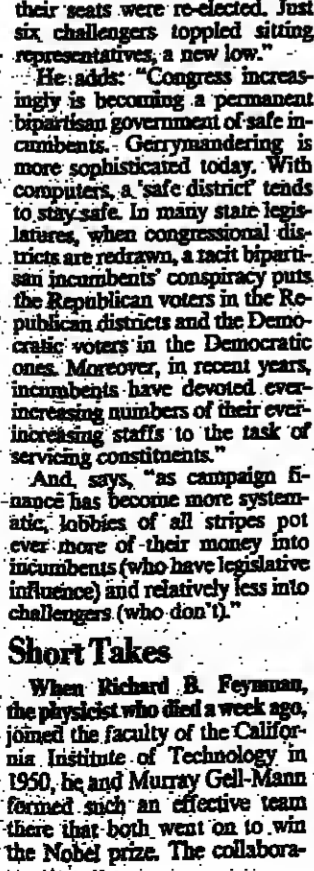 their seats were re-elected. Just
six challengers toppled sitting
representatives, a new low."
He adds: "Congress increas-
ingly is becoming a permanent
bipartisan government of safe in-
cumbents. Gerrymandering is
more sophisticated today. With
computers, a 'safe district' tends
to stay safe. In many state legis-
latures, when congressional dis-
tricts are redrawn, a tacit biparti-
san incumbents' conspiracy puts
the Republican voters in the Re-
publican districts and the Demo-
cratic voters in the Democratic
ones. Moreover, in recent years,
incumbents have devoted ever-
increasing numbers of their ever-
increasing staffs to the task of
servicing constituents."
And, says, "as campaign fi-
nance has become more system-
atic, lobbies of all stripes pot
ever more of their money into
incumbents (who have legislative
influence) and relatively less into
challengers (who don't)."
Short Takes
When Richard B. Feynman,
the physicist who died a week ago,
joined the faculty of the Califor-
nia Institute of Technology in
1950, he and Murray Gell-Mann
formed such an effective team
there that both went on to win
the Nobel prize. The collabora-